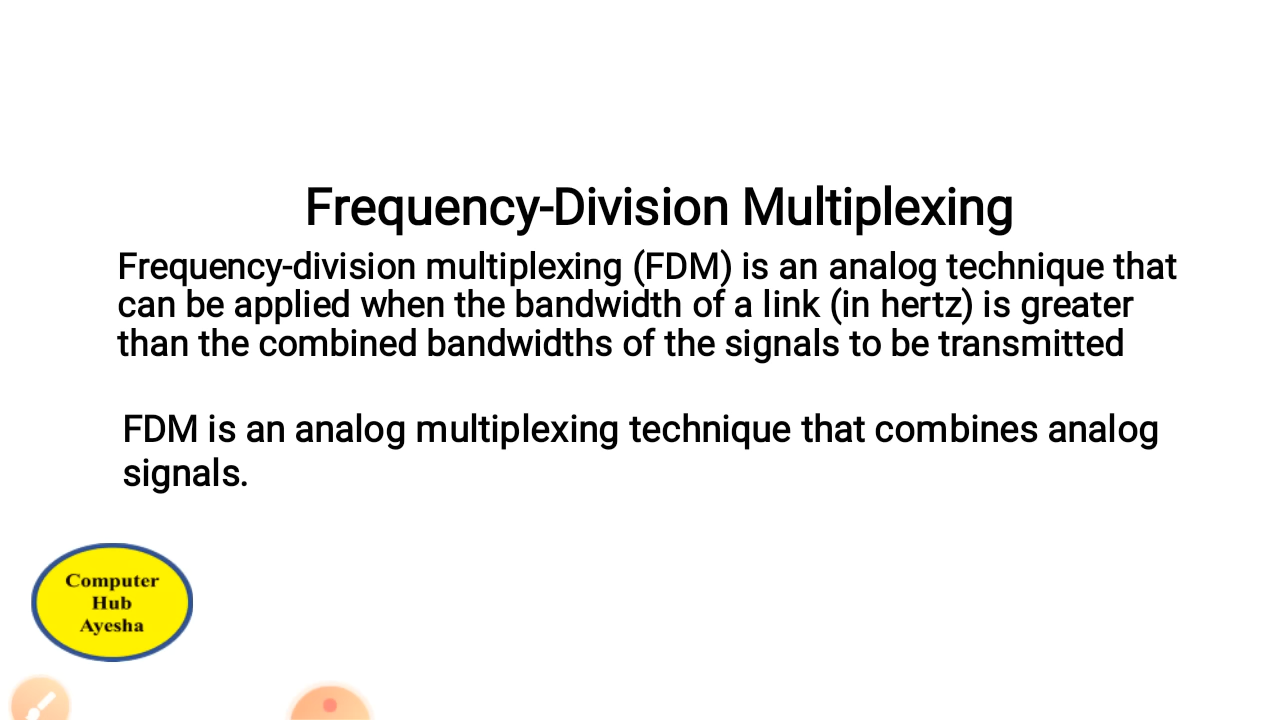 Frequency-Division Multiplexing
Frequency-division multiplexing (FDM) is an analog technique that
can be applied when the bandwidth of a link (in hertz) is greater
than the combined bandwidths of the signals to be transmitted
FDM is an analog multiplexing technique that combines analog
signals.
Computer
Hub
Ayesha